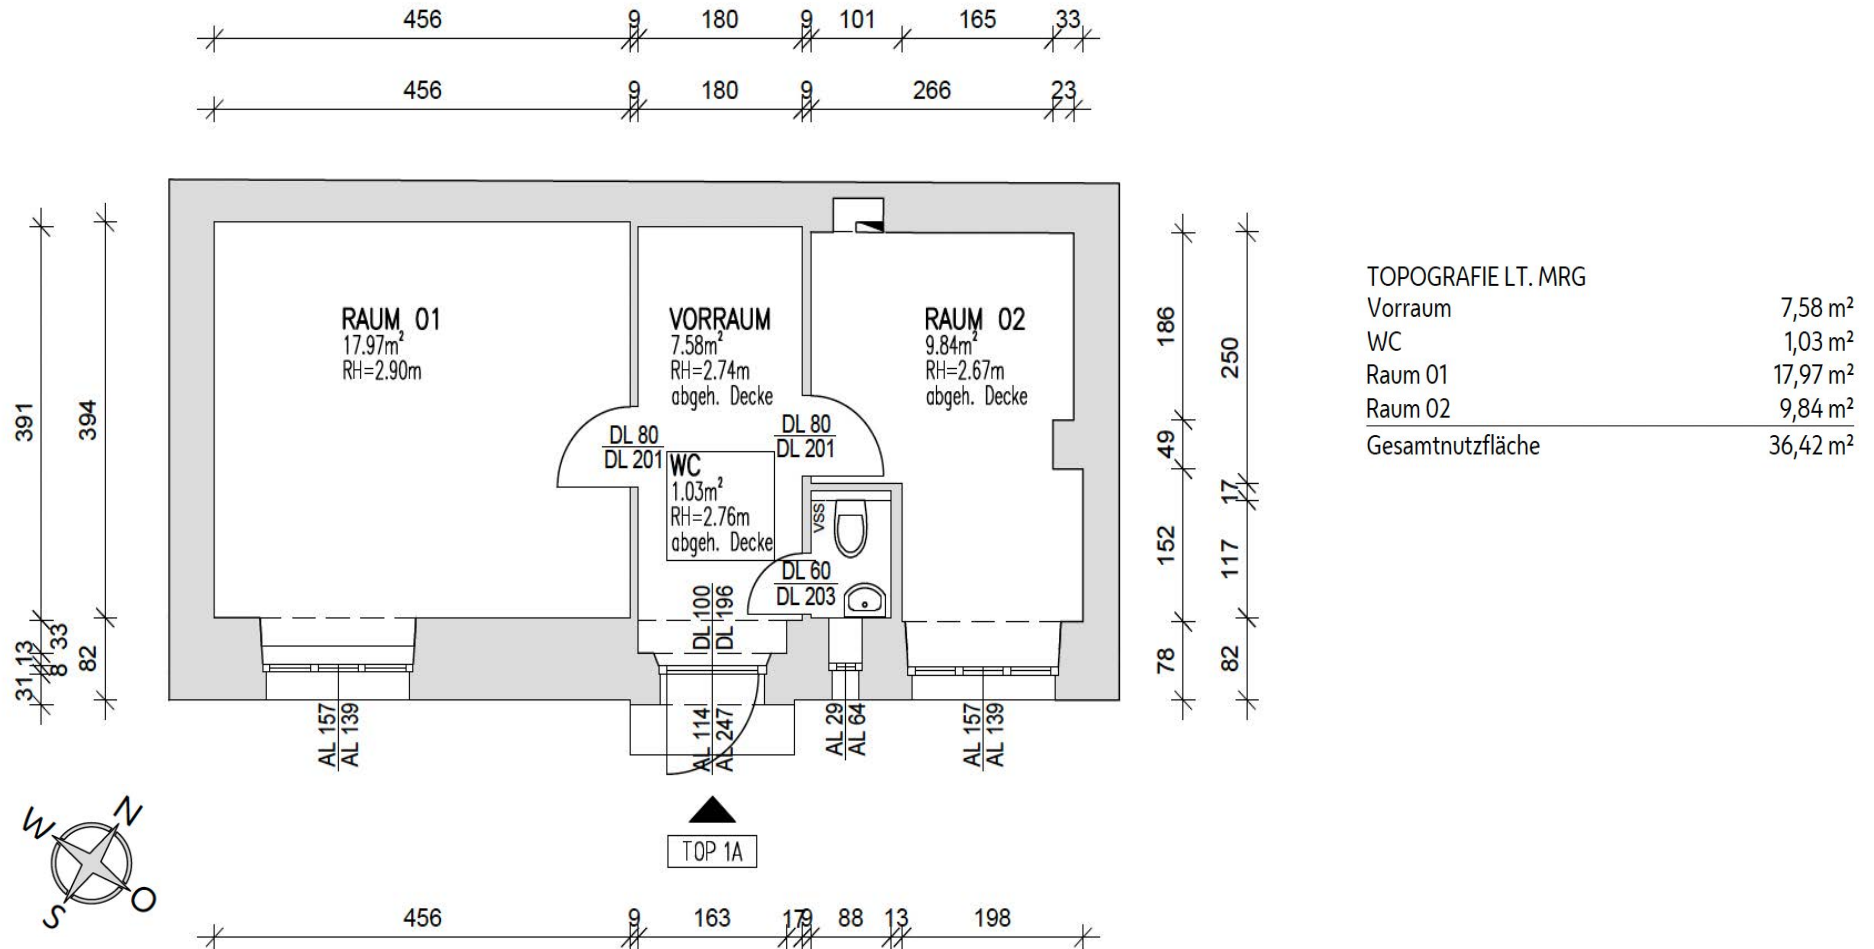 456 9 180 9 101 165 33
456 9 180 9 266 23
391
31 13 8 33
394
82
RAUM 01
17.97m²
RH=2.90m
VORRAUM
7.58m²
RH=2.74m
abgeh. Decke
RAUM 02
9.84m²
RH=2.67m
abgeh. Decke
DL 80
DL 201
DL 80
DL 201
WC
1.03m²
RH=2.76m
abgeh. Decke
VSS
DL 60
DL 203
DL 100
DL 196
AL 157
AL 139
AL 114
AL 247
AL 29
AL 64
AL 157
AL 139
186
49
152
78
250
17
117
82
TOPOGRAFIE LT. MRG
Vorraum 7,58 m²
WC 1,03 m²
Raum 01 17,97 m²
Raum 02 9,84 m²
Gesamtnutzfläche 36,42 m²
N
W
O
S
TOP 1A
456 9 163 17 9 88 13 198